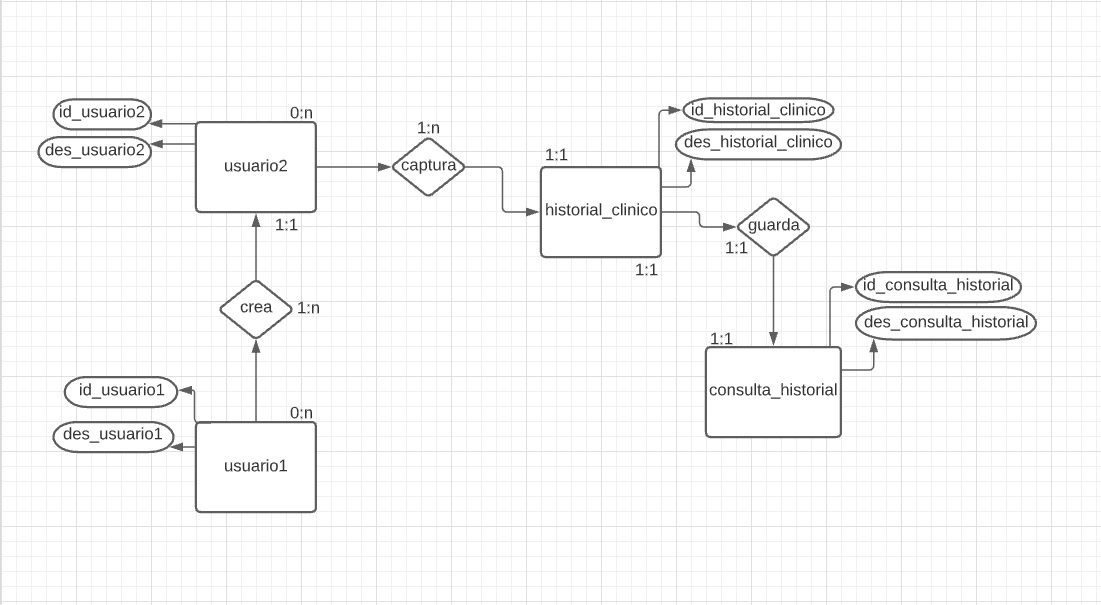 id_usuario2
des_usuario2
0:n
usuario2
1:1
1:n
captura
1:1
historial_clinico
1:1
id_historial_clinico
des_historial_clinico
guarda
1:1
id_consulta_historial
des_consulta_historial
1:1
consulta_historial
crea
1:n
id_usuario1
des_usuario1
0:n
usuario1